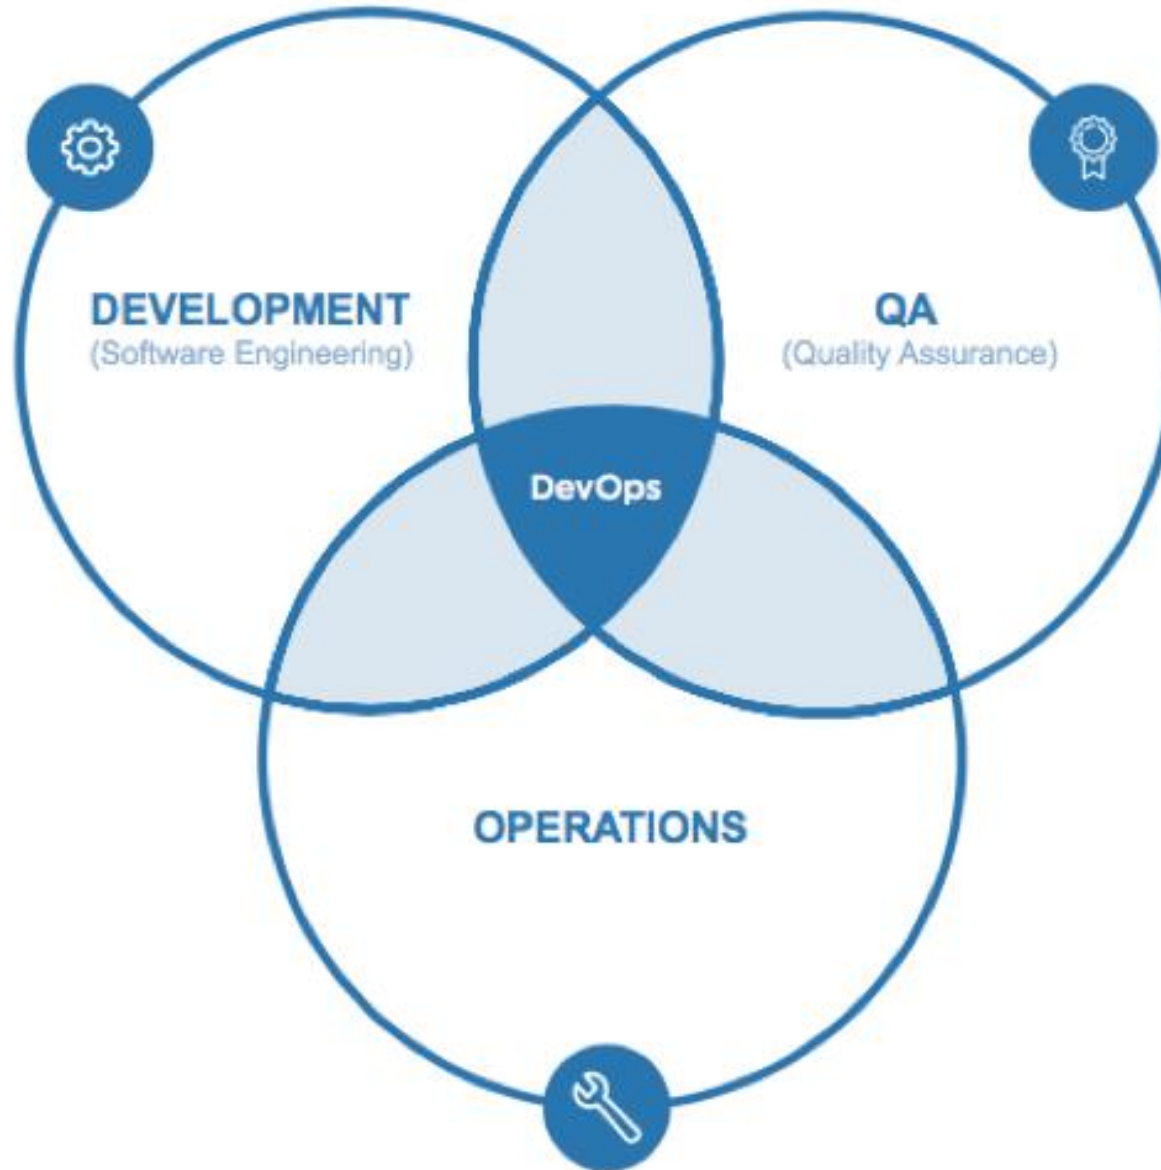 DEVELOPMENT
(Software Engineering)
QA
(Quality Assurance)
DevOps
OPERATIONS